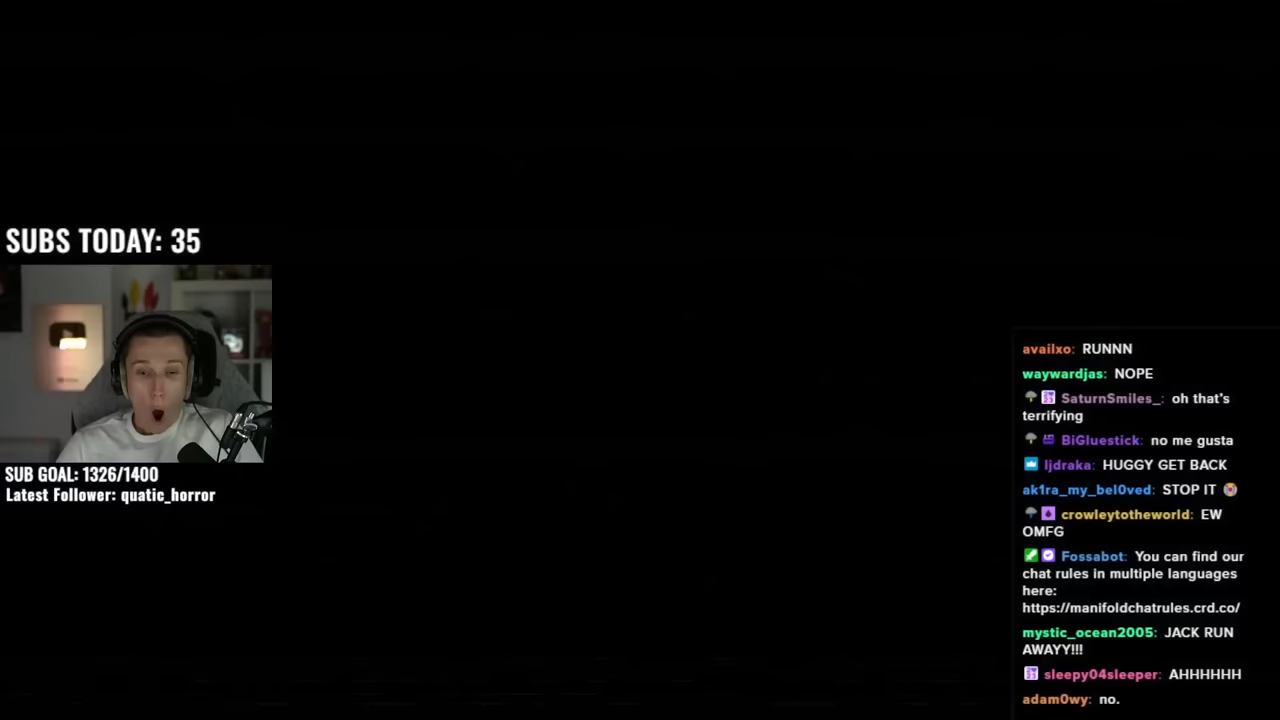 SUBS TODAY: 35
SUB GOAL: 1326/1400
Latest Follower: quatic_horror
availxo: RUNNN
waywardjas: NOPE
SaturnSmiles_: oh that's
terrifying
BiGluestick: no me gusta
ljdraka: HUGGY GET BACK
ak1ra_my_bel0ved: STOP IT
crowleytotheworld: EW
OMFG
Fossabot: You can find our
chat rules in multiple languages
here:
https://manifoldchatrules.crd.co/
mystic_ocean2005: JACK RUN
AWAYY!!!
sleepy04sleeper: AHHHHHH
adam0wy: no.